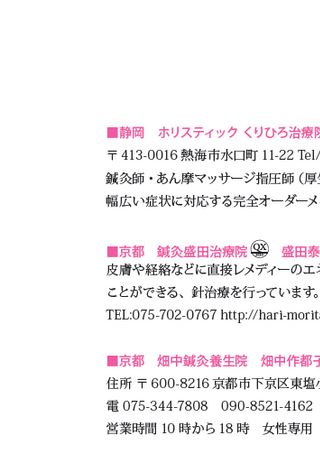 ■静岡　ホリスティック くりひろ治療院
〒 413-0016 熱海市水口町 11-22 Tel/
鍼灸師・あん摩マッサージ指圧師（厚生
幅広い症状に対応する完全オーダーメ
■京都　鍼灸盛田治療院 QX　盛田泰
皮膚や経絡などに直接レメディーのエネ
ことができる、針治療を行っています。
TEL:075-702-0767 http://hari-morita
■京都　畑中鍼灸養生院　畑中作都子
住所 〒 600-8216 京都市下京区東塩小
電 075-344-7808　090-8521-4162
営業時間 10 時から 18 時　女性専用